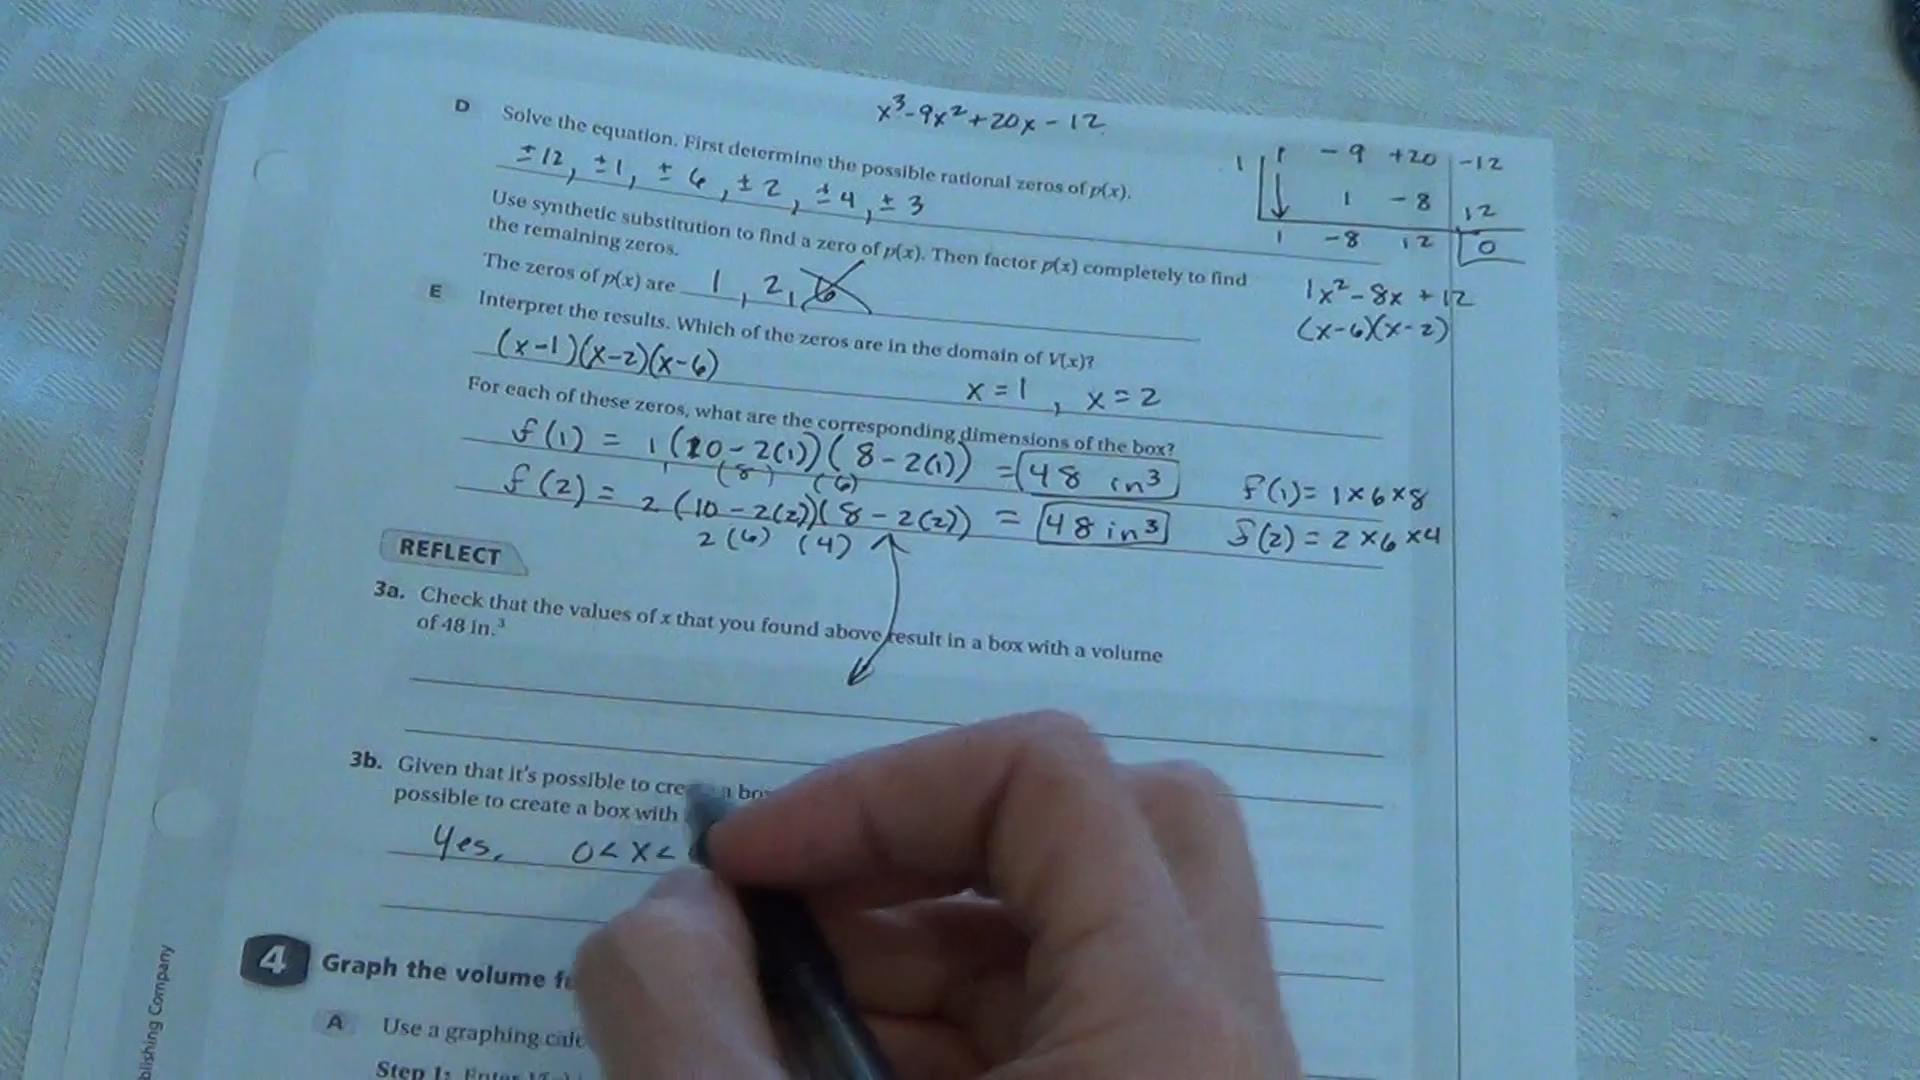 x³-9x²+20x-12
D Solve the equation. First determine the possible rational zeros of p(x).
±12, ±1, ±6, ±2, ±4, ±3
1 1 -9 +20 -12
1 -8 12
1 -8 12 0
1x²-8x+12
(x-6)(x-2)
Use synthetic substitution to find a zero of p(x). Then factor p(x) completely to find
the remaining zeros.
The zeros of p(x) are 1, 2, 6
E Interpret the results. Which of the zeros are in the domain of V(x)?
(x-1)(x-2)(x-6) x=1, x=2
For each of these zeros, what are the corresponding dimensions of the box?
f(1) = 1(10-2(1))(8-2(1)) = 48 in³ f(1)= 1×6×8
1 (8) (6)
f(2) = 2(10-2(2))(8-2(2)) = 48 in³ f(2) = 2×6×4
2(6) (4)
REFLECT
3a. Check that the values of x that you found above result in a box with a volume
of 48 in.³
3b. Given that it's possible to create a box
possible to create a box with
Yes, 0<x<
4 Graph the volume
A Use a graphing
Step 1: Enter
Company